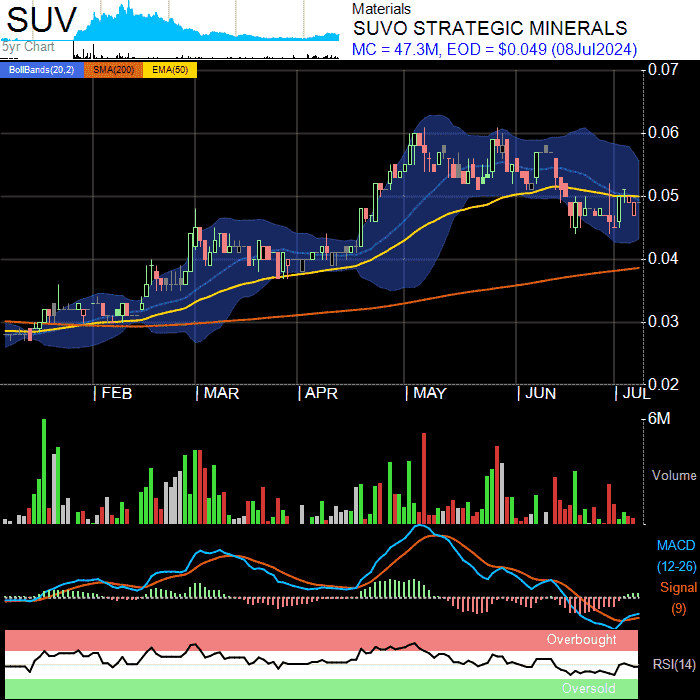 SUV
5yr Chart
Materials
SUVO STRATEGIC MINERALS
MC = 47.3M, EOD = $0.049 (08Jul2024)
BollBands(20,2) SMA(200) EMA(50)
0.07
0.06
0.05
0.04
0.03
0.02
FEB MAR APR MAY JUN JUL
6M
Volume
MACD
(12-26)
Signal
(9)
Overbought
RSI(14)
Oversold